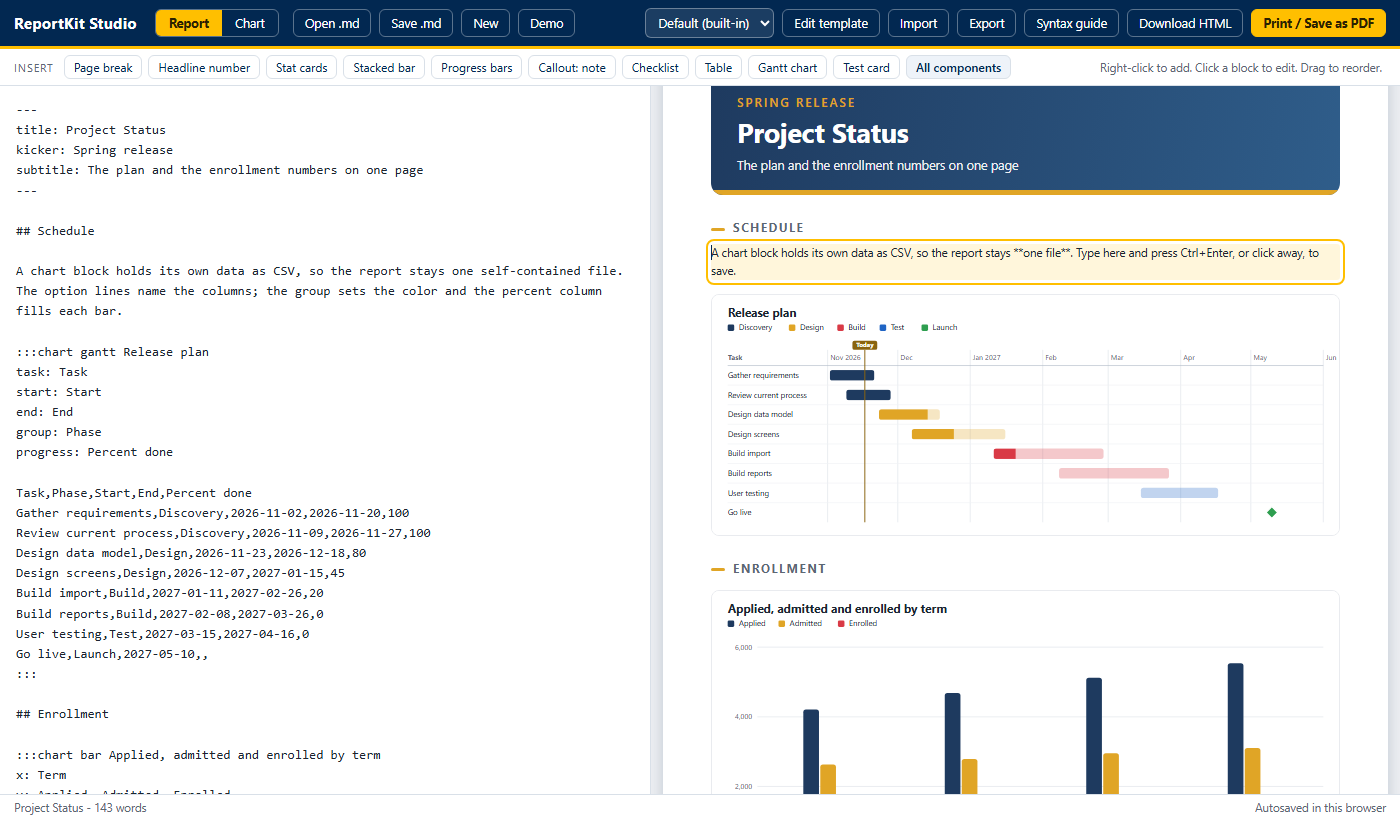 ReportKit Studio Report Chart Open .md Save .md New Demo Default (built-in) Edit template Import Export Syntax guide Download HTML Print / Save as PDF
INSERT Page break Headline number Stat cards Stacked bar Progress bars Callout: note Checklist Table Gantt chart Test card All components Right-click to add. Click a block to edit. Drag to reorder.
---
title: Project Status
kicker: Spring release
subtitle: The plan and the enrollment numbers on one page
---
## Schedule
A chart block holds its own data as CSV, so the report stays one self-contained file.
The option lines name the columns; the group sets the color and the percent column
fills each bar.
:::chart gantt Release plan
task: Task
start: Start
end: End
group: Phase
progress: Percent done
Task,Phase,Start,End,Percent done
Gather requirements,Discovery,2026-11-02,2026-11-20,100
Review current process,Discovery,2026-11-09,2026-11-27,100
Design data model,Design,2026-11-23,2026-12-18,80
Design screens,Design,2026-12-07,2027-01-15,45
Build import,Build,2027-01-11,2027-02-26,20
Build reports,Build,2027-02-08,2027-03-26,0
User testing,Test,2027-03-15,2027-04-16,0
Go live,Launch,2027-05-10,,
:::
## Enrollment
:::chart bar Applied, admitted and enrolled by term
x: Term
SPRING RELEASE
Project Status
The plan and the enrollment numbers on one page
SCHEDULE
A chart block holds its own data as CSV, so the report stays **one file**. Type here and press Ctrl+Enter, or click away, to
save.
Release plan
Discovery Design Build Test Launch
Today
Task Nov 2026 Dec Jan 2027 Feb Mar Apr May Jun
Gather requirements
Review current process
Design data model
Design screens
Build import
Build reports
User testing
Go live
ENROLLMENT
Applied, admitted and enrolled by term
Applied Admitted Enrolled
6,000
4,000
2,000
Project Status - 143 words Autosaved in this browser